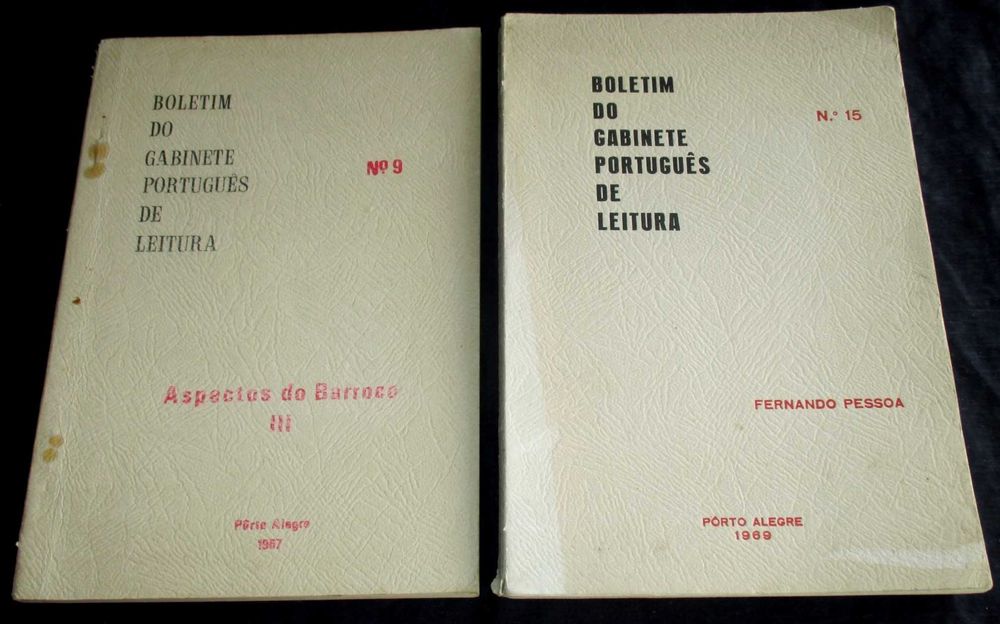 BOLETIM
DO
GABINETE
PORTUGUÊS
DE
LEITURA
Nº 9
Aspectos do Barroco
III
Pôrto Alegre
1967
BOLETIM
DO
GABINETE
PORTUGUÊS
DE
LEITURA
N.º 15
FERNANDO PESSOA
PÔRTO ALEGRE
1969